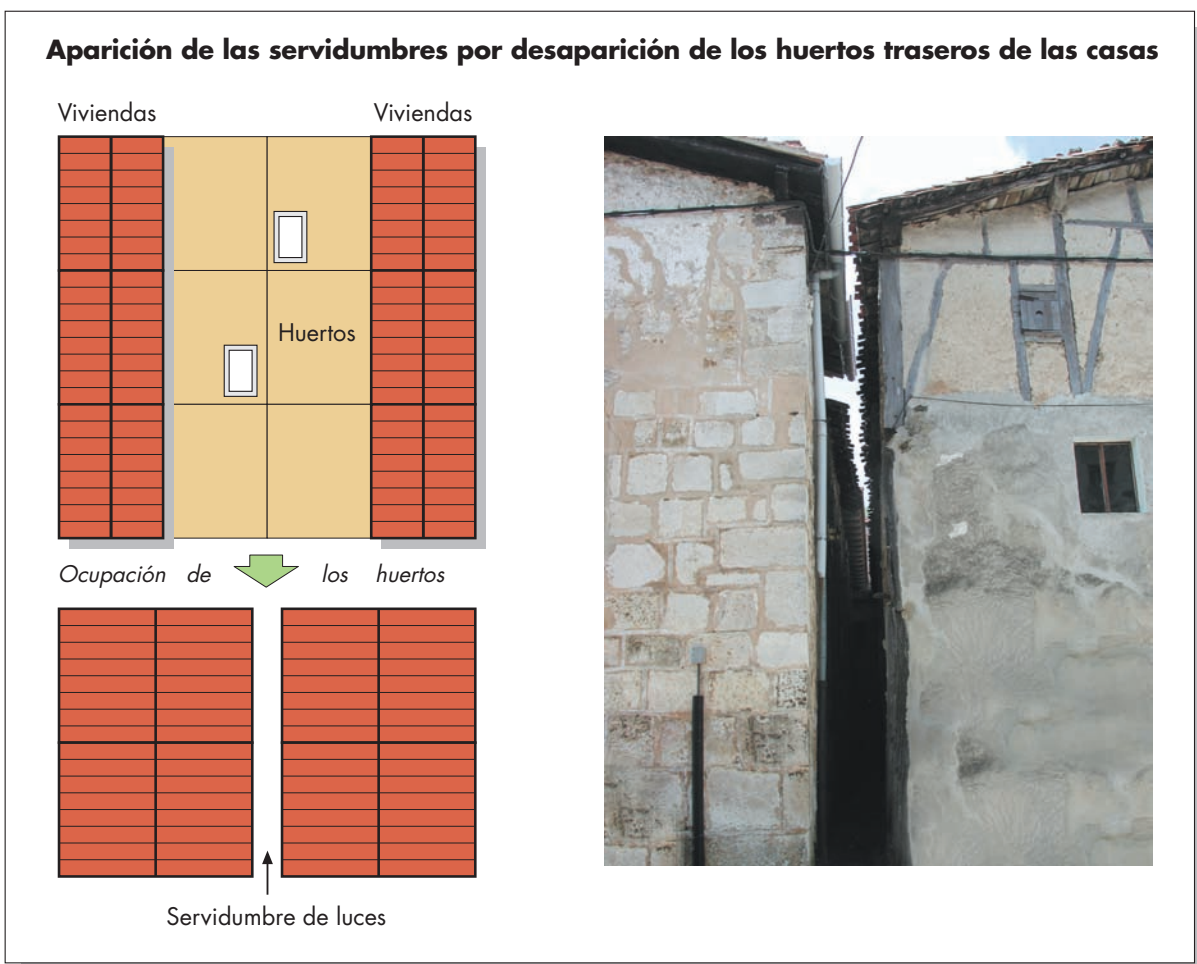 Aparición de las servidumbres por desaparición de los huertos traseros de las casas
Viviendas Viviendas
Huertos
Ocupación de los huertos
Servidumbre de luces